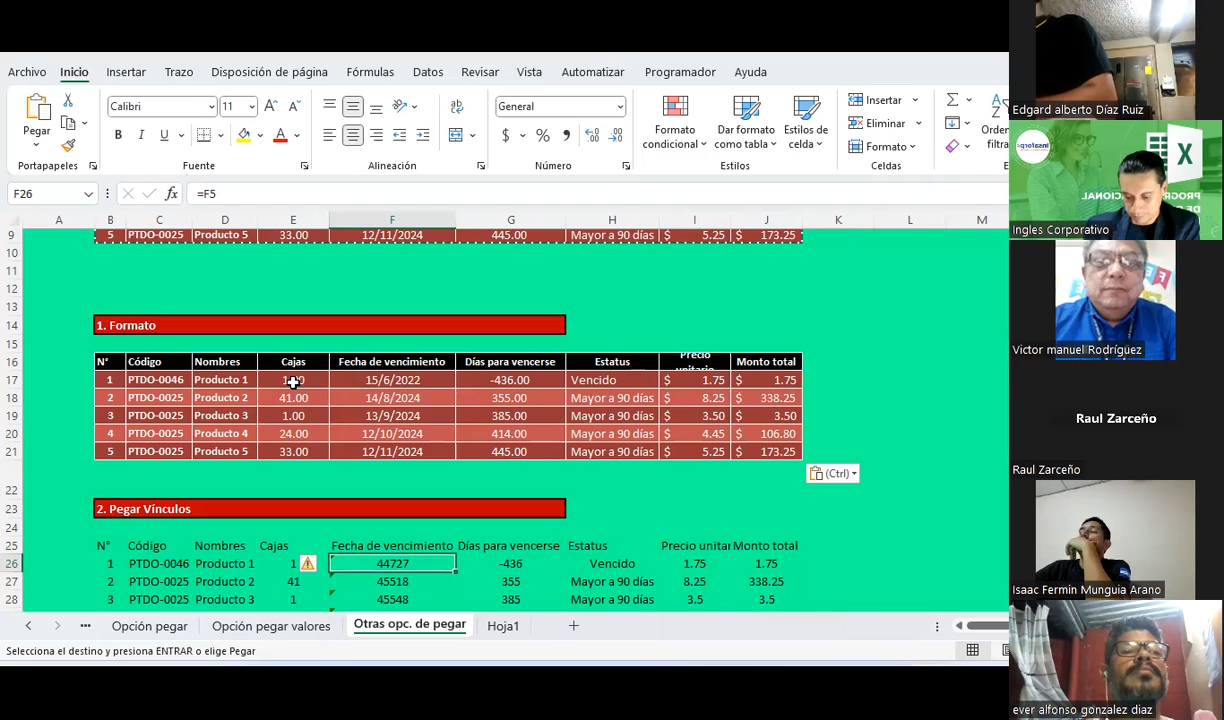 Archivo Inicio Insertar Trazo Disposición de página Fórmulas Datos Revisar Vista Automatizar Programador Ayuda
Pegar
Calibri 11
N K S
General
$ % 
Formato condicional
Dar formato como tabla
Estilos de celda
Insertar
Eliminar
Formato
Portapapeles Fuente Alineación Número Estilos Celdas
F26 fx =F5
A B C D E F G H I J K L M
9 5 PTDO-0025 Producto 5 33.00 12/11/2024 445.00 Mayor a 90 días $ 5.25 $ 173.25
10
11
12
13
14 1. Formato
15
16 N° Código Nombres Cajas Fecha de vencimiento Días para vencerse Estatus Precio unitario Monto total
17 1 PTDO-0046 Producto 1 15/6/2022 -436.00 Vencido $ 1.75 $ 1.75
18 2 PTDO-0025 Producto 2 41.00 14/8/2024 355.00 Mayor a 90 días $ 8.25 $ 338.25
19 3 PTDO-0025 Producto 3 1.00 13/9/2024 385.00 Mayor a 90 días $ 3.50 $ 3.50
20 4 PTDO-0025 Producto 4 24.00 12/10/2024 414.00 Mayor a 90 días $ 4.45 $ 106.80
21 5 PTDO-0025 Producto 5 33.00 12/11/2024 445.00 Mayor a 90 días $ 5.25 $ 173.25
(Ctrl)
22
23 2. Pegar Vínculos
24
25 N° Código Nombres Cajas Fecha de vencimiento Días para vencerse Estatus Precio unitar Monto total
26 1 PTDO-0046 Producto 1 1 44727 -436 Vencido 1.75 1.75
27 2 PTDO-0025 Producto 2 41 45518 355 Mayor a 90 días 8.25 338.25
28 3 PTDO-0025 Producto 3 1 45548 385 Mayor a 90 días 3.5 3.5
Opción pegar Opción pegar valores Otras opc. de pegar Hoja1
Selecciona el destino y presiona ENTRAR o elige Pegar
Edgard alberto Díaz Ruiz
Insaforp
X
Ingles Corporativo
Victor manuel Rodrígüez
Raul Zarceño
Raul Zarceño
Isaac Fermin Munguia Arano
ever alfonso gonzalez diaz